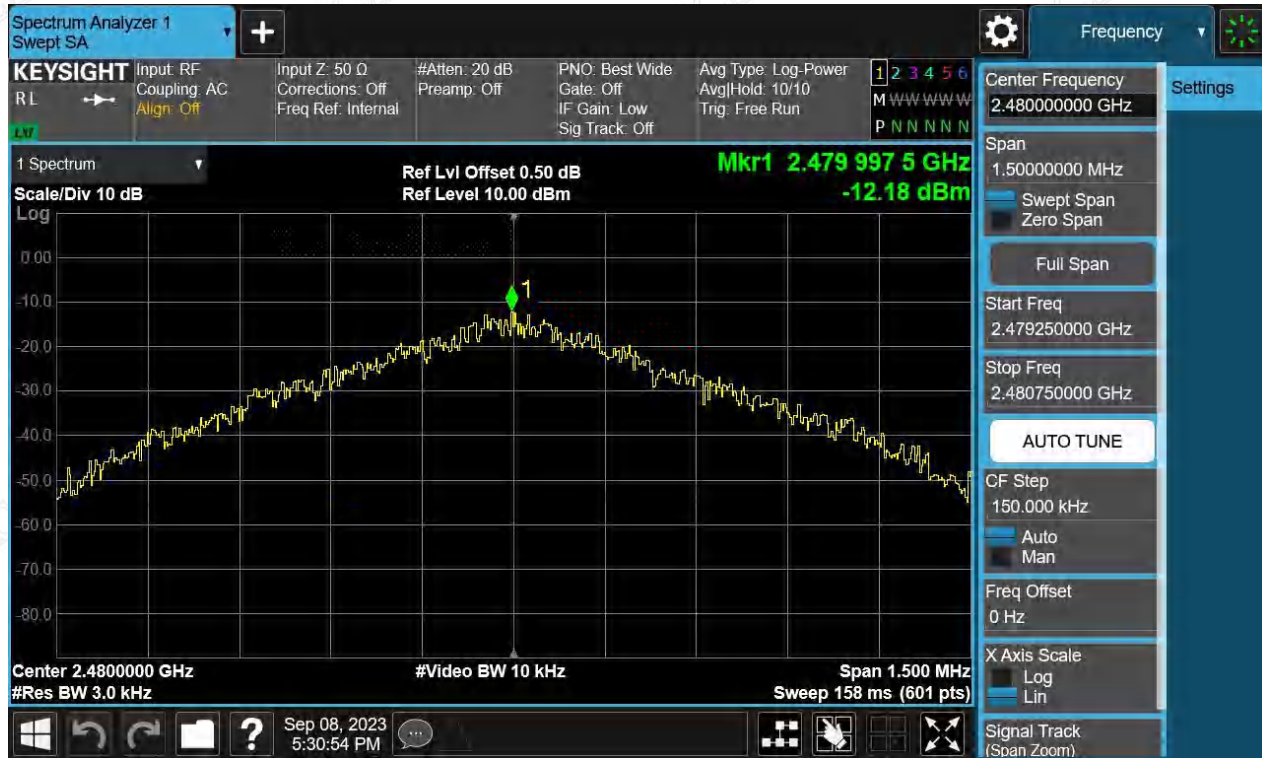 Spectrum Analyzer 1
Swept SA
Frequency
KEYSIGHT
RL
LXI
Input: RF
Coupling: AC
Align: Off
Input Z: 50 Ω
Corrections: Off
Freq Ref: Internal
#Atten: 20 dB
Preamp: Off
PNO: Best Wide
Gate: Off
IF Gain: Low
Sig Track: Off
Avg Type: Log-Power
Avg|Hold: 10/10
Trig: Free Run
1 2 3 4 5 6
M W W W W W
P N N N N N
1 Spectrum
Scale/Div 10 dB
Log
Ref Lvl Offset 0.50 dB
Ref Level 10.00 dBm
Mkr1 2.479 997 5 GHz
-12.18 dBm
0.00
-10.0
-20.0
-30.0
-40.0
-50.0
-60.0
-70.0
-80.0
1
Center 2.4800000 GHz
#Res BW 3.0 kHz
#Video BW 10 kHz
Span 1.500 MHz
Sweep 158 ms (601 pts)
Center Frequency
2.480000000 GHz
Settings
Span
1.50000000 MHz
Swept Span
Zero Span
Full Span
Start Freq
2.479250000 GHz
Stop Freq
2.480750000 GHz
AUTO TUNE
CF Step
150.000 kHz
Auto
Man
Freq Offset
0 Hz
X Axis Scale
Log
Lin
Signal Track
(Span Zoom)
?
Sep 08, 2023
5:30:54 PM